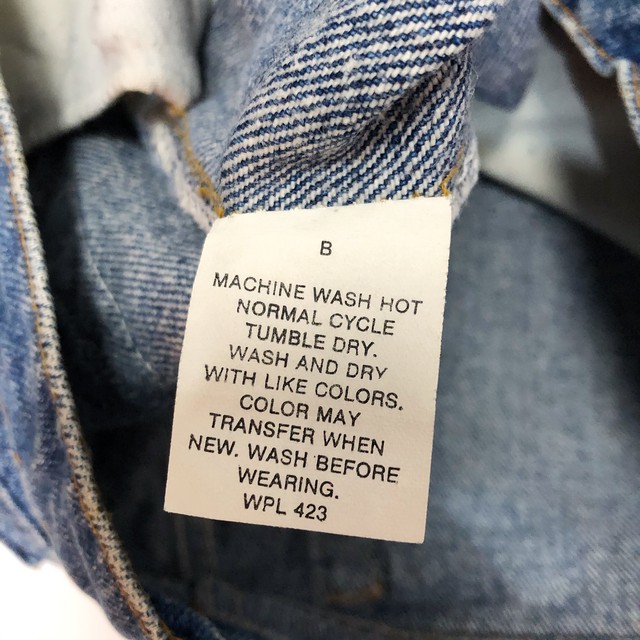 B
MACHINE WASH HOT
NORMAL CYCLE
TUMBLE DRY.
WASH AND DRY
WITH LIKE COLORS.
COLOR MAY
TRANSFER WHEN
NEW. WASH BEFORE
WEARING.
WPL 423